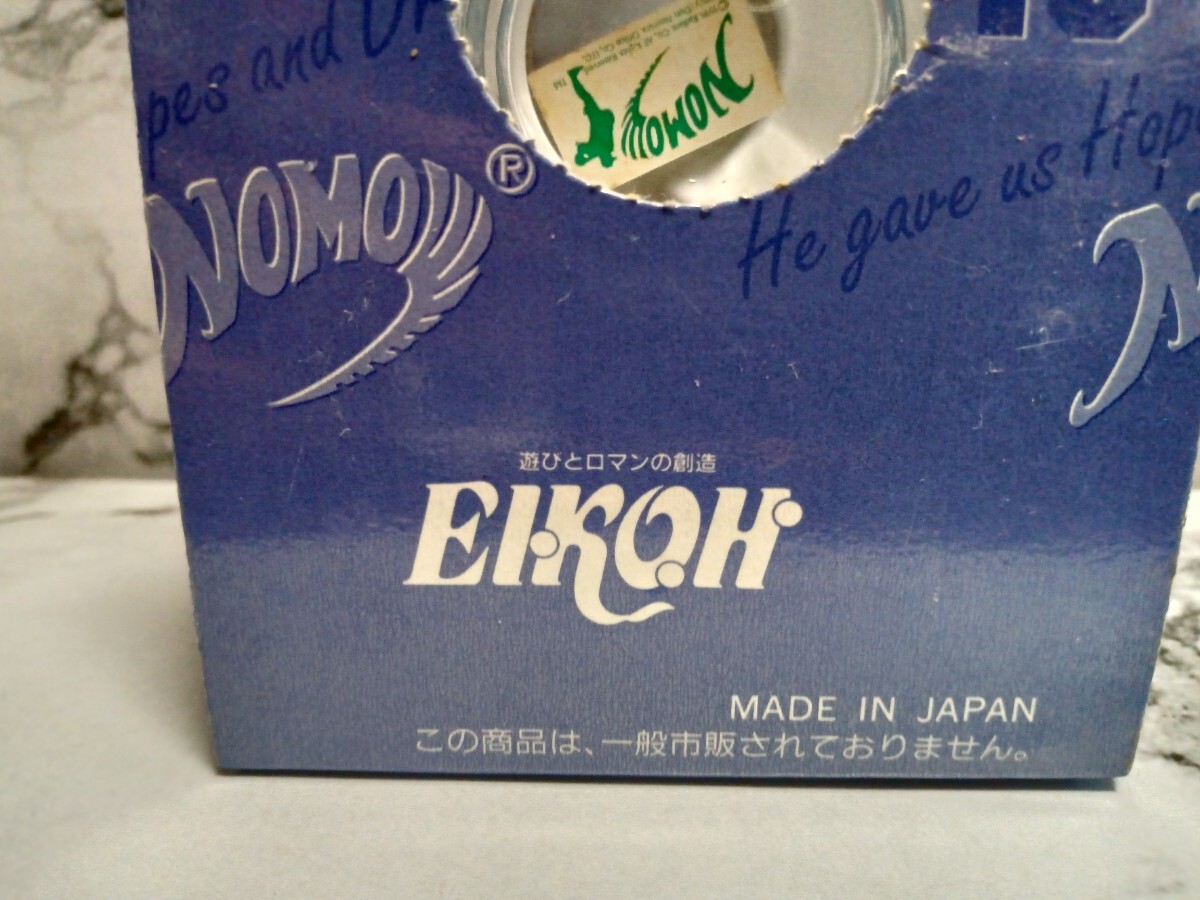 pes and
NOMO
TM
NOMO®
He gave us Hop
遊びとロマンの創造
EIKOH
MADE IN JAPAN
この商品は、一般市販されておりません。